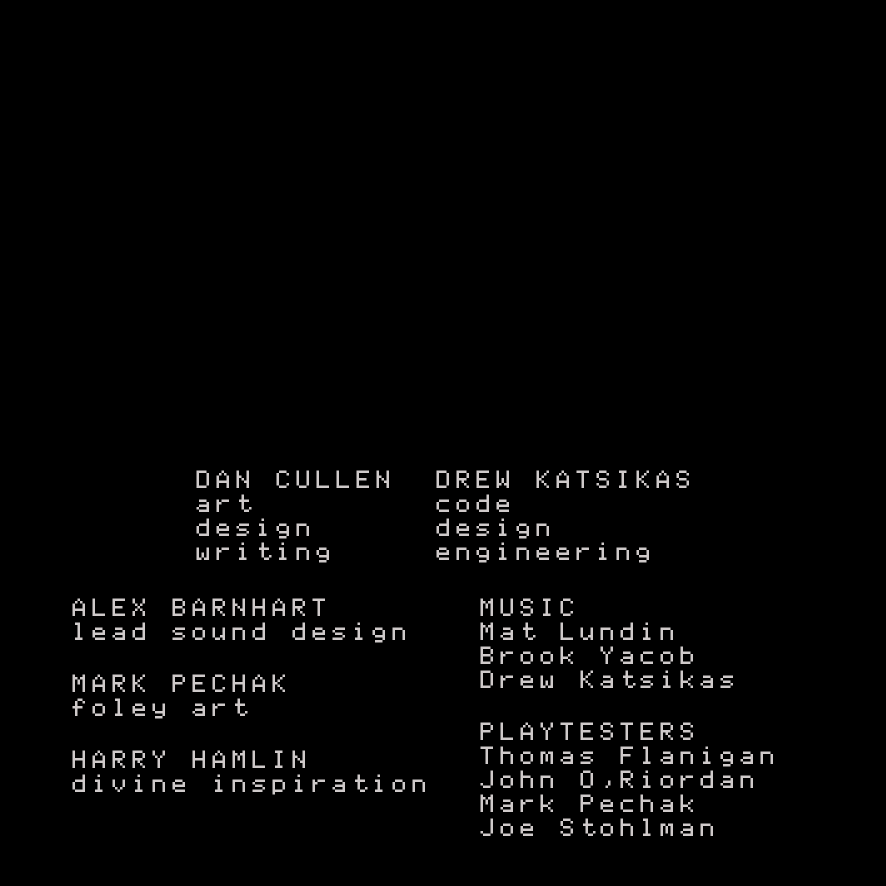 DAN CULLEN
art
design
writing
DREW KATSIKAS
code
design
engineering
ALEX BARNHART
lead sound design
MARK PECHAK
foley art
HARRY HAMLIN
divine inspiration
MUSIC
Mat Lundin
Brook Yacob
Drew Katsikas
PLAYTESTERS
Thomas Flanigan
John O,Riordan
Mark Pechak
Joe Stohlman